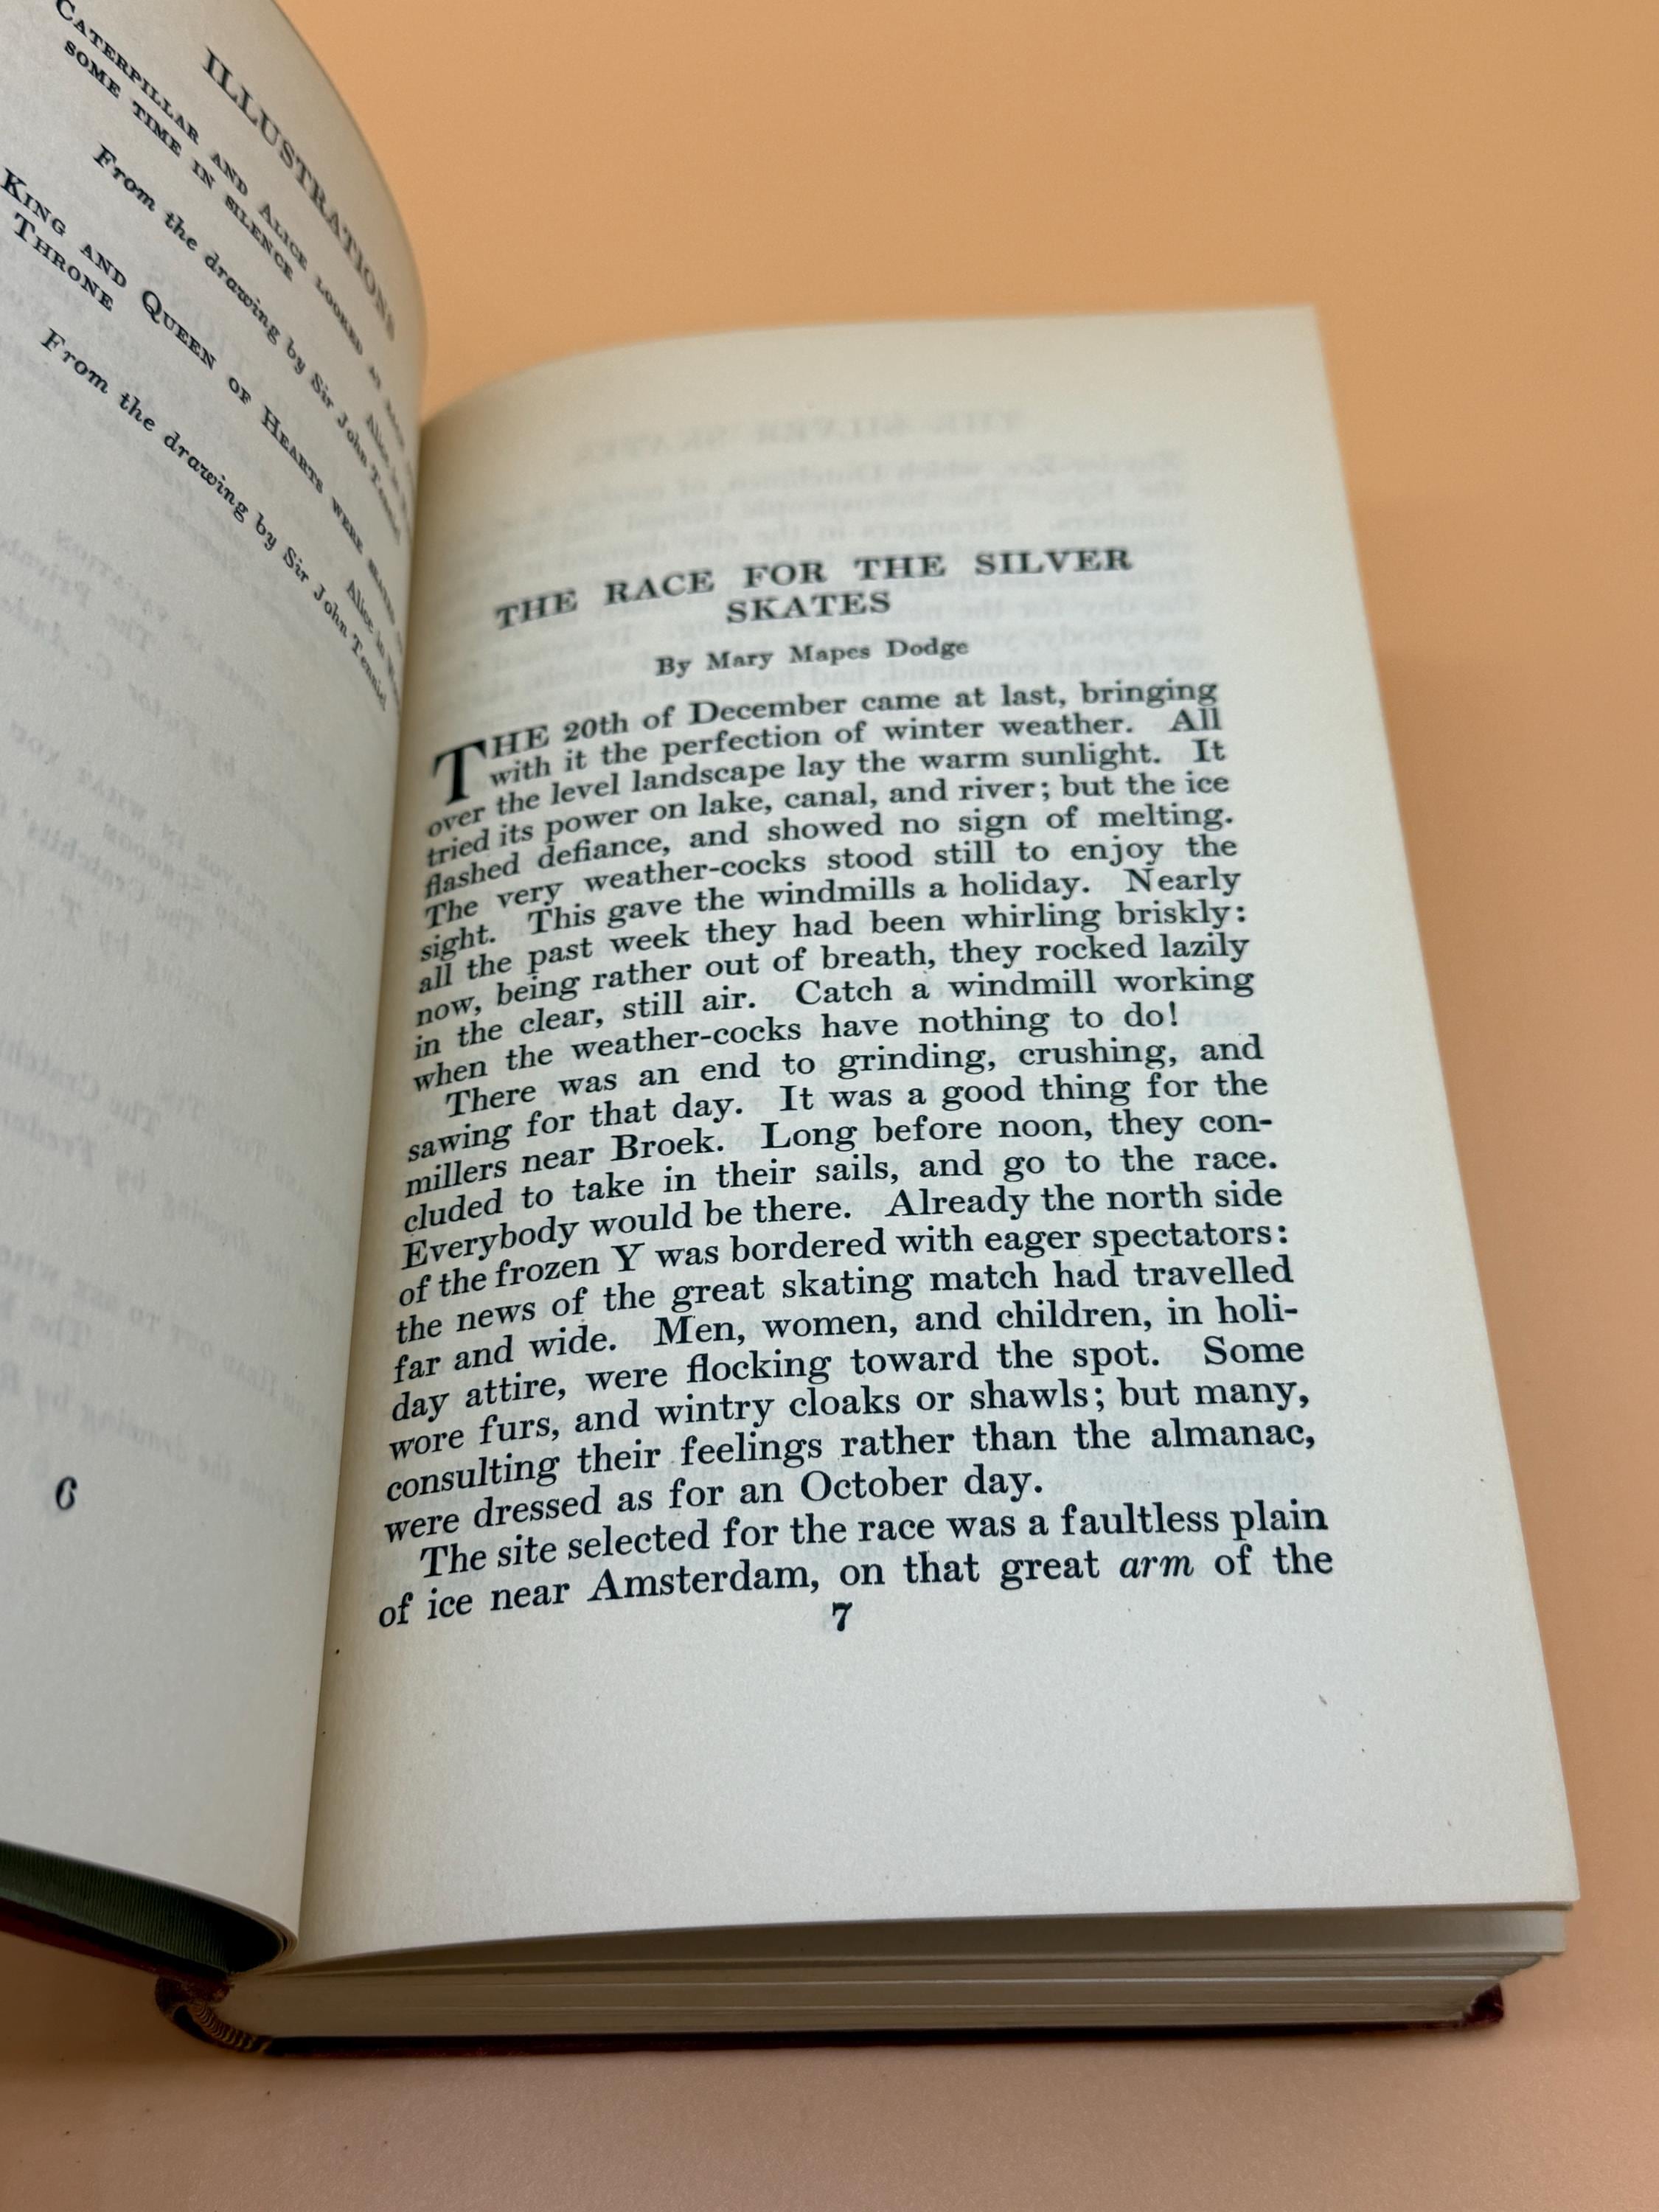 ILLUSTRATIONS
CATERPILLAR AND ALICE LOOKED AT
SOME TIME IN SILENCE
From the drawing by Sir John Tenniel
KING AND QUEEN OF HEARTS WERE
THRONE
From the drawing by Sir John Tenniel
6
THE RACE FOR THE SILVER
SKATES
By Mary Mapes Dodge
THE 20th of December came at last, bringing
with it the perfection of winter weather. All
over the level landscape lay the warm sunlight. It
tried its power on lake, canal, and river; but the ice
flashed defiance, and showed no sign of melting.
The very weather-cocks stood still to enjoy the
sight. This gave the windmills a holiday. Nearly
all the past week they had been whirling briskly:
now, being rather out of breath, they rocked lazily
in the clear, still air. Catch a windmill working
when the weather-cocks have nothing to do!
There was an end to grinding, crushing, and
sawing for that day. It was a good thing for the
millers near Broek. Long before noon, they con-
cluded to take in their sails, and go to the race.
Everybody would be there. Already the north side
of the frozen Y was bordered with eager spectators:
the news of the great skating match had travelled
far and wide. Men, women, and children, in holi-
day attire, were flocking toward the spot. Some
wore furs, and wintry cloaks or shawls; but many,
consulting their feelings rather than the almanac,
were dressed as for an October day.
The site selected for the race was a faultless plain
of ice near Amsterdam, on that great arm of the
7